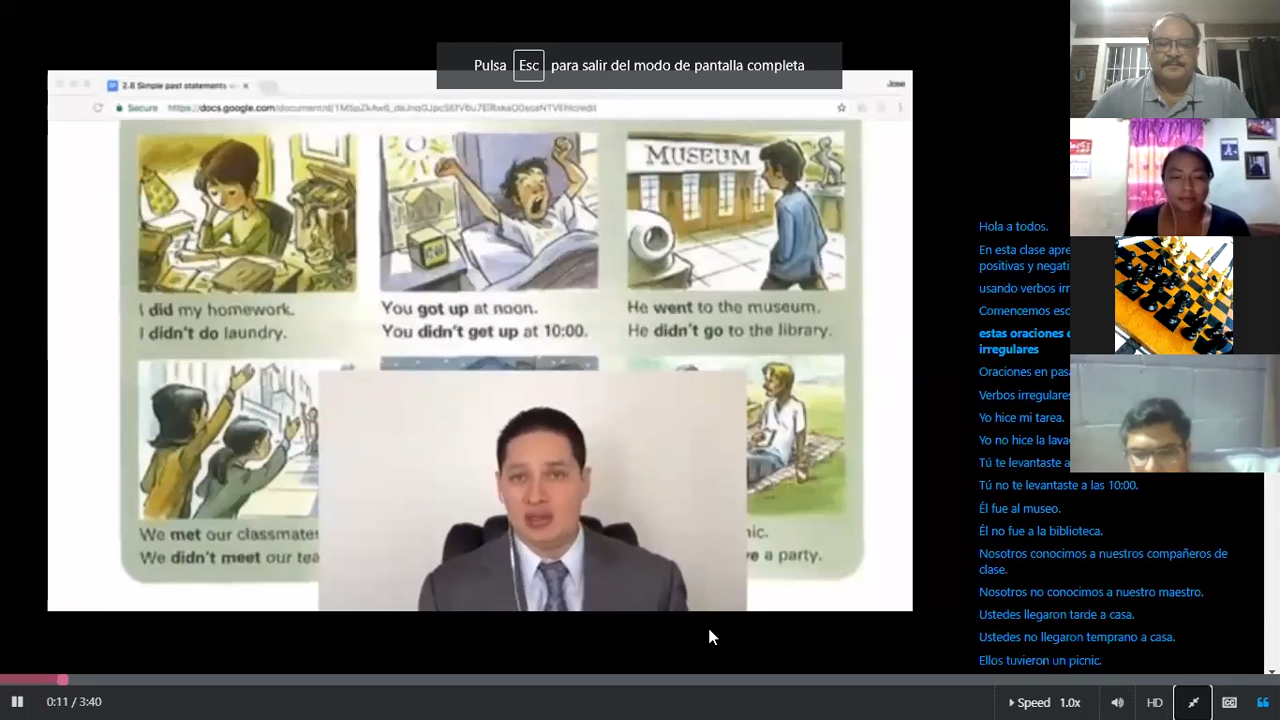 Pulsa Esc para salir del modo de pantalla completa
2.6 Simple past statements
Jose
Secure
MUSEUM
I did my homework.
I didn't do laundry.
You got up at noon.
You didn't get up at 10:00.
He went to the museum.
He didn't go to the library.
We met our classmates
We didn't meet our tea
nic.
ve a party.
Hola a todos.
En esta clase apre
positivas y negati
usando verbos irr
Comencemos esc
estas oraciones e
irregulares
Oraciones en pas
Verbos irregulares
Yo hice mi tarea.
Yo no hice la lava
Tú te levantaste a
Tú no te levantaste a las 10:00.
Él fue al museo.
Él no fue a la biblioteca.
Nosotros conocimos a nuestros compañeros de
clase.
Nosotros no conocimos a nuestro maestro.
Ustedes llegaron tarde a casa.
Ustedes no llegaron temprano a casa.
Ellos tuvieron un picnic.
0:11 / 3:40
Speed 1.0x
HD
CC